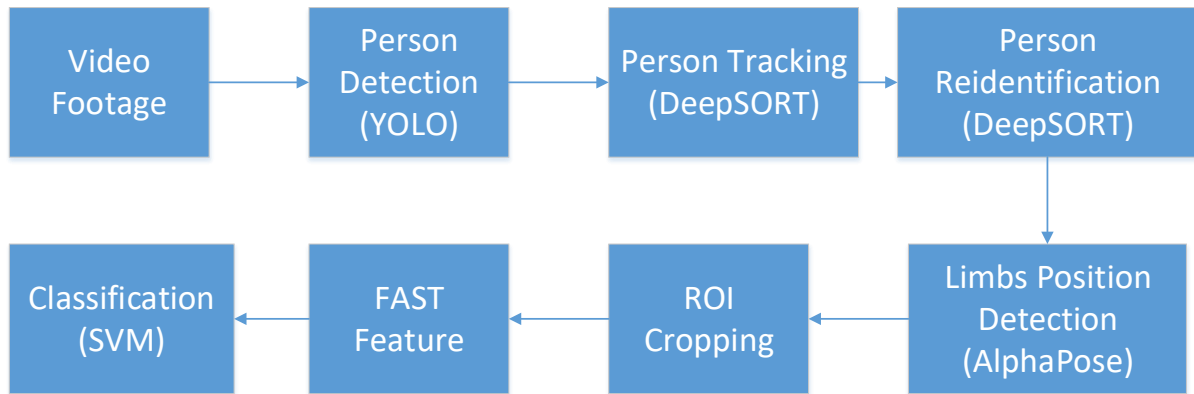 Video
Footage
Person
Detection
(YOLO)
Person Tracking
(DeepSORT)
Person
Reidentification
(DeepSORT)
Limbs Position
Detection
(AlphaPose)
ROI
Cropping
FAST
Feature
Classification
(SVM)